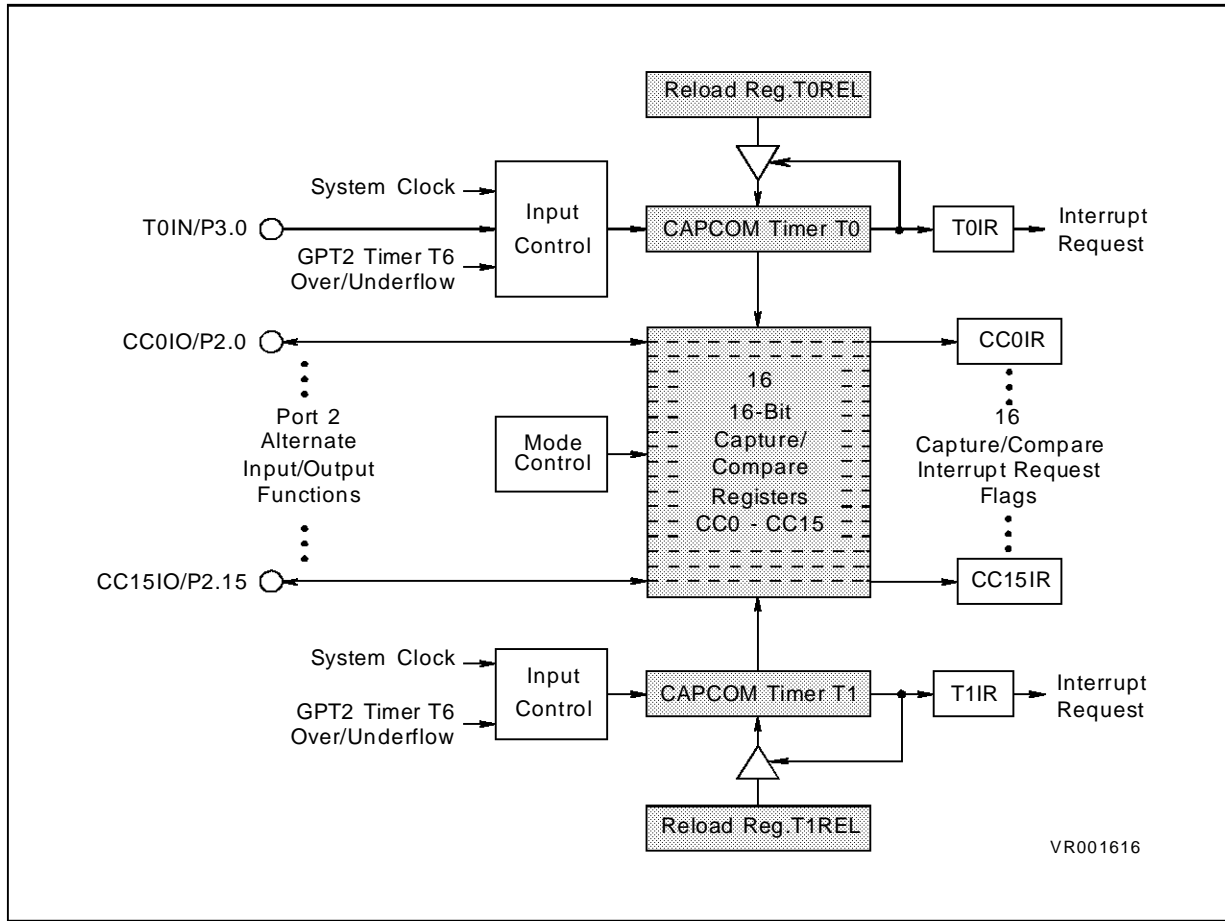 Reload Reg.T0REL
System Clock
T0IN/P3.0
GPT2 Timer T6
Over/Underflow
Input
Control
CAPCOM Timer T0
T0IR
Interrupt
Request
CC0IO/P2.0
Port 2
Alternate
Input/Output
Functions
CC15IO/P2.15
Mode
Control
16
16-Bit
Capture/
Compare
Registers
CC0 - CC15
CC0IR
16
Capture/Compare
Interrupt Request
Flags
CC15IR
System Clock
GPT2 Timer T6
Over/Underflow
Input
Control
CAPCOM Timer T1
T1IR
Interrupt
Request
Reload Reg.T1REL
VR001616